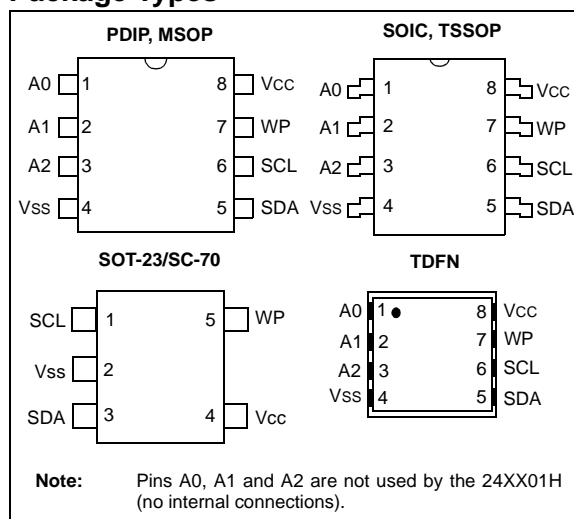 Package Types
PDIP, MSOP
A0 1 8 VCC
A1 2 7 WP
A2 3 6 SCL
VSS 4 5 SDA
SOIC, TSSOP
A0 1 8 VCC
A1 2 7 WP
A2 3 6 SCL
VSS 4 5 SDA
SOT-23/SC-70
SCL 1 5 WP
Vss 2
SDA 3 4 Vcc
TDFN
A0 1 8 VCC
A1 2 7 WP
A2 3 6 SCL
VSS 4 5 SDA
Note: Pins A0, A1 and A2 are not used by the 24XX01H
(no internal connections).